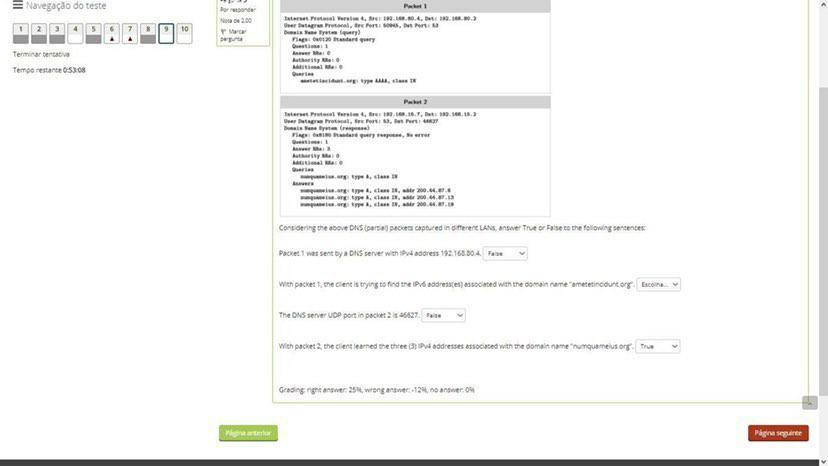 Navegação do teste
1 2 3 4 5 6 7 8 9 10
Terminar tentativa
Tempo restante 0:53:08
Por responder
Nota de 2,00
Marcar
pergunta
Packet 1
Internet Protocol Version 4, Src: 192.168.80.4, Dst: 192.168.80.2
User Datagram Protocol, Src Port: 50945, Dst Port: 53
Domain Name System (query)
Flags: 0x0120 Standard query
Questions: 1
Answer RRs: 0
Authority RRs: 0
Additional RRs: 0
Queries
ametetincidunt.org: type AAAA, class IN
Packet 2
Internet Protocol Version 4, Src: 192.168.15.7, Dst: 192.168.15.2
User Datagram Protocol, Src Port: 53, Dst Port: 46627
Domain Name System (response)
Flags: 0x8180 Standard query response, No error
Questions: 1
Answer RRs: 3
Authority RRs: 0
Additional RRs: 0
Queries
numquameius.org: type A, class IN
Answers
numquameius.org: type A, class IN, addr 200.44.87.6
numquameius.org: type A, class IN, addr 200.44.87.13
numquameius.org: type A, class IN, addr 200.44.87.19
Considering the above DNS (partial) packets captured in different LANs, answer True or False to the following sentences:
Packet 1 was sent by a DNS server with IPv4 address 192.168.80.4. False
With packet 1, the client is trying to find the IPv6 address(es) associated with the domain name "ametetincidunt.org". Escolha...
The DNS server UDP port in packet 2 is 46627. False
With packet 2, the client learned the three (3) IPv4 addresses associated with the domain name "numquameius.org". True
Grading: right answer: 25%, wrong answer: -12%, no answer: 0%
Página anterior
Página seguinte